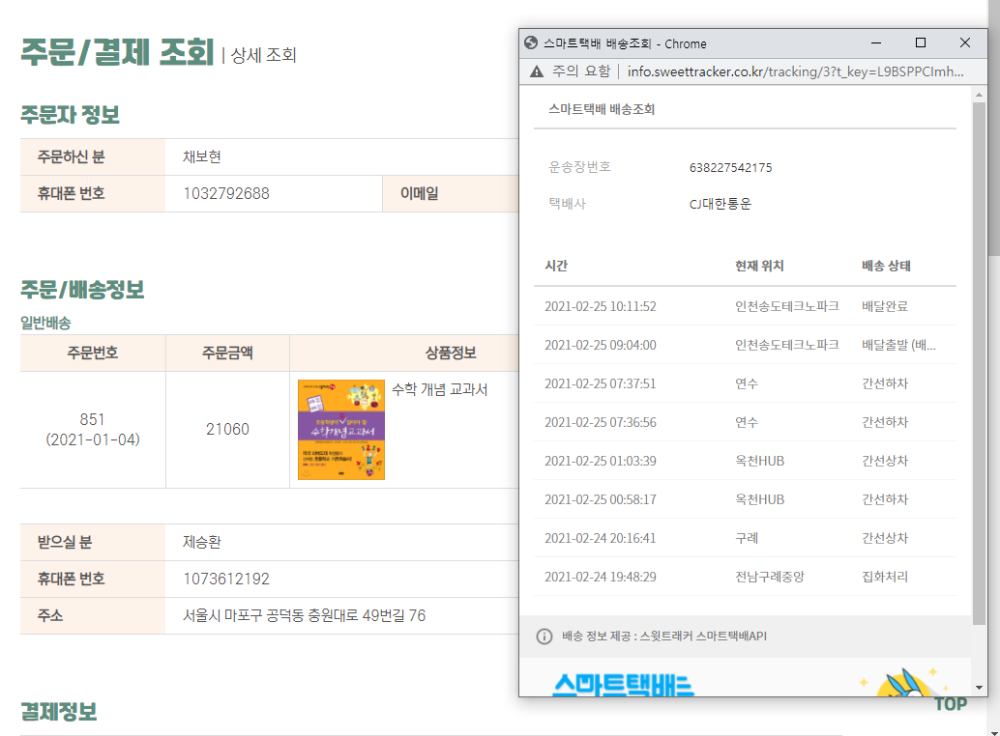 주문/결제 조회 | 상세 조회
주문자 정보
주문하신 분 채보현
휴대폰 번호 1032792688 이메일
주문/배송정보
일반배송
주문번호 주문금액 상품정보
851
(2021-01-04)
21060
수학 개념 교과서
수학개념교과서
받으실 분 제승환
휴대폰 번호 1073612192
주소 서울시 마포구 공덕동 충원대로 49번길 76
결제정보
스마트택배 배송조회 - Chrome
주의 요함 info.sweettracker.co.kr/tracking/3?t_key=L9BSPPCImh...
스마트택배 배송조회
운송장번호 638227542175
택배사 CJ대한통운
시간 현재 위치 배송 상태
2021-02-25 10:11:52 인천송도테크노파크 배달완료
2021-02-25 09:04:00 인천송도테크노파크 배달출발 (배...
2021-02-25 07:37:51 연수 간선하차
2021-02-25 07:36:56 연수 간선하차
2021-02-25 01:03:39 옥천HUB 간선상차
2021-02-25 00:58:17 옥천HUB 간선하차
2021-02-24 20:16:41 구례 간선상차
2021-02-24 19:48:29 전남구례중앙 집화처리
배송 정보 제공 : 스윗트래커 스마트택배API
스마트택배
TOP